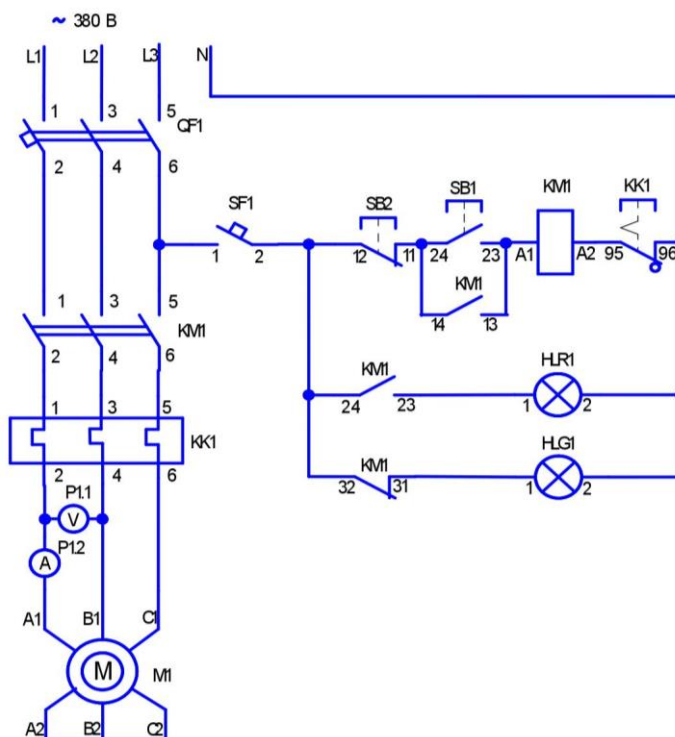 ~ 380 В
L1 L2 L3 N
1 3 5
QF1
2 4 6
SF1 SB2 SB1 KM1 KK1
1 2 12 11 24 23 A1 A2 95 96
KM1
14 13
1 3 5
KM1
2 4 6
KM1 HLR1
24 23 1 2
1 3 5
KK1
2 4 6
KM1 HLG1
32 31 1 2
P1.1
V
P1.2
A
A1 B1 C1
M M1
A2 B2 C2